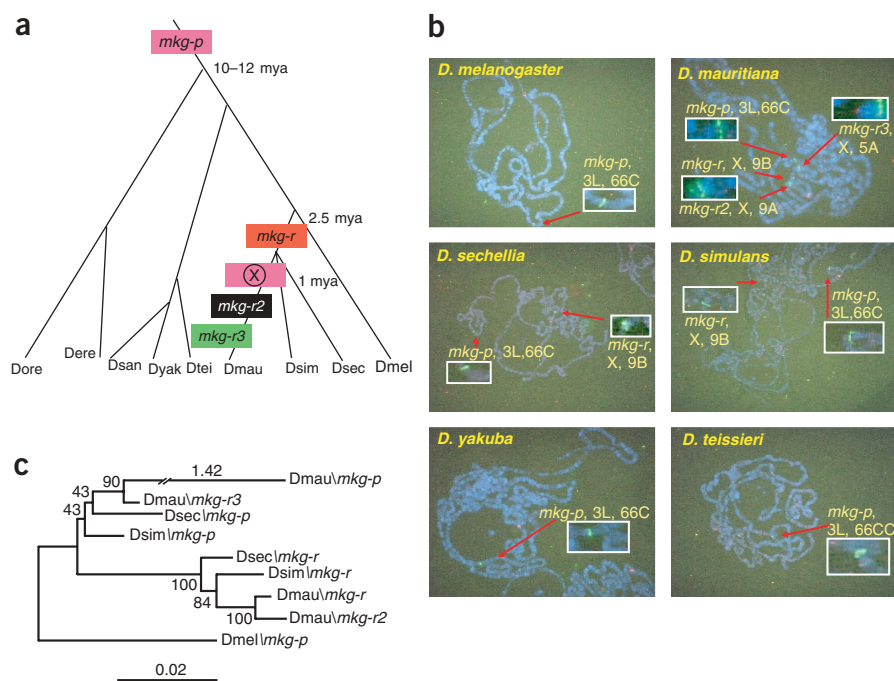 a
mkg-p
10–12 mya
2.5 mya
mkg-r
X
1 mya
mkg-r2
mkg-r3
Dore
Dere
Dsan
Dyak
Dtei
Dmau
Dsim
Dsec
Dmel
b
D. melanogaster
mkg-p,
3L, 66C
D. mauritiana
mkg-p, 3L,66C
mkg-r3,
X, 5A
mkg-r, X, 9B
mkg-r2, X, 9A
D. sechellia
mkg-p, 3L,66C
mkg-r,
X, 9B
D. simulans
mkg-r,
X, 9B
mkg-p,
3L,66C
D. yakuba
mkg-p, 3L, 66C
D. teissieri
mkg-p,
3L, 66CC
c
1.42
90
43
43
Dmau\mkg-p
Dmau\mkg-r3
Dsec\mkg-p
Dsim\mkg-p
Dsec\mkg-r
100
Dsim\mkg-r
84
Dmau\mkg-r
100
Dmau\mkg-r2
Dmel\mkg-p
0.02